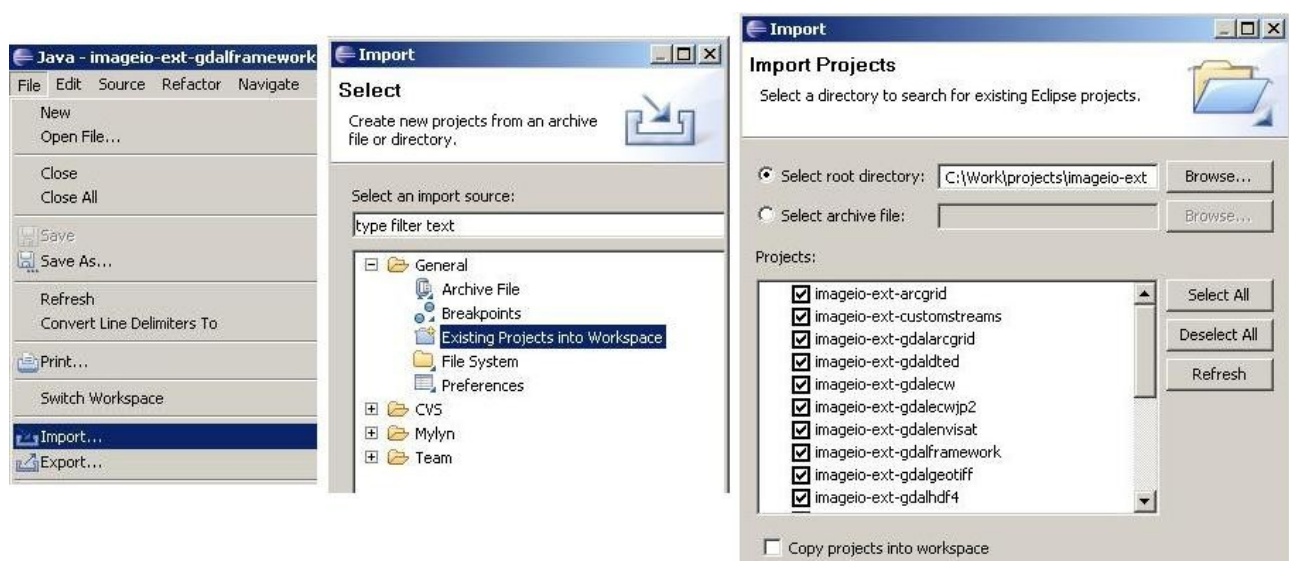 Java - imageio-ext-gdalframework
File Edit Source Refactor Navigate
New
Open File...
Close
Close All
Save
Save As...
Refresh
Convert Line Delimiters To
Print...
Switch Workspace
Import...
Export...
Import
Select
Create new projects from an archive
file or directory.
Select an import source:
type filter text
General
Archive File
Breakpoints
Existing Projects into Workspace
File System
Preferences
CVS
Mylyn
Team
Import
Import Projects
Select a directory to search for existing Eclipse projects.
Select root directory: C:\Work\projects\imageio-ext Browse...
Select archive file: Browse...
Projects:
imageio-ext-arcgrid
imageio-ext-customstreams
imageio-ext-gdalarcgrid
imageio-ext-gdaldted
imageio-ext-gdalecw
imageio-ext-gdalecwjp2
imageio-ext-gdalenvisat
imageio-ext-gdalframework
imageio-ext-gdalgeotiff
imageio-ext-gdalhdf4
Select All
Deselect All
Refresh
Copy projects into workspace